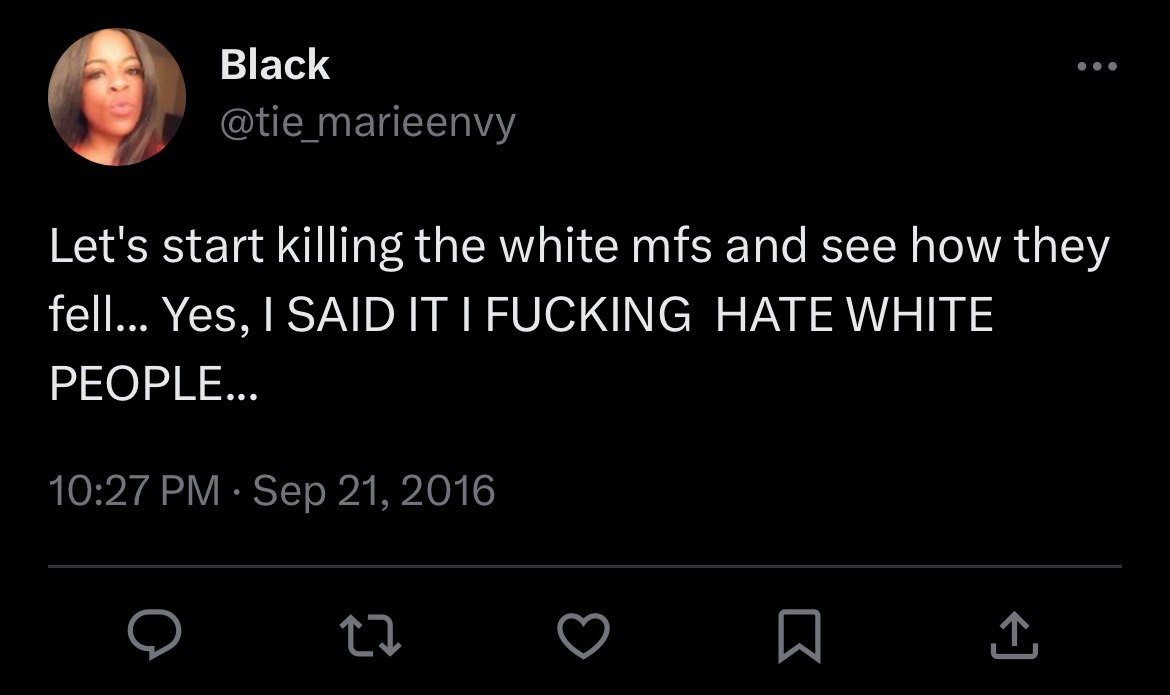 Black
@tie_marieenvy
Let's start killing the white mfs and see how they
fell... Yes, I SAID IT I FUCKING  HATE WHITE
PEOPLE...
10:27 PM · Sep 21, 2016